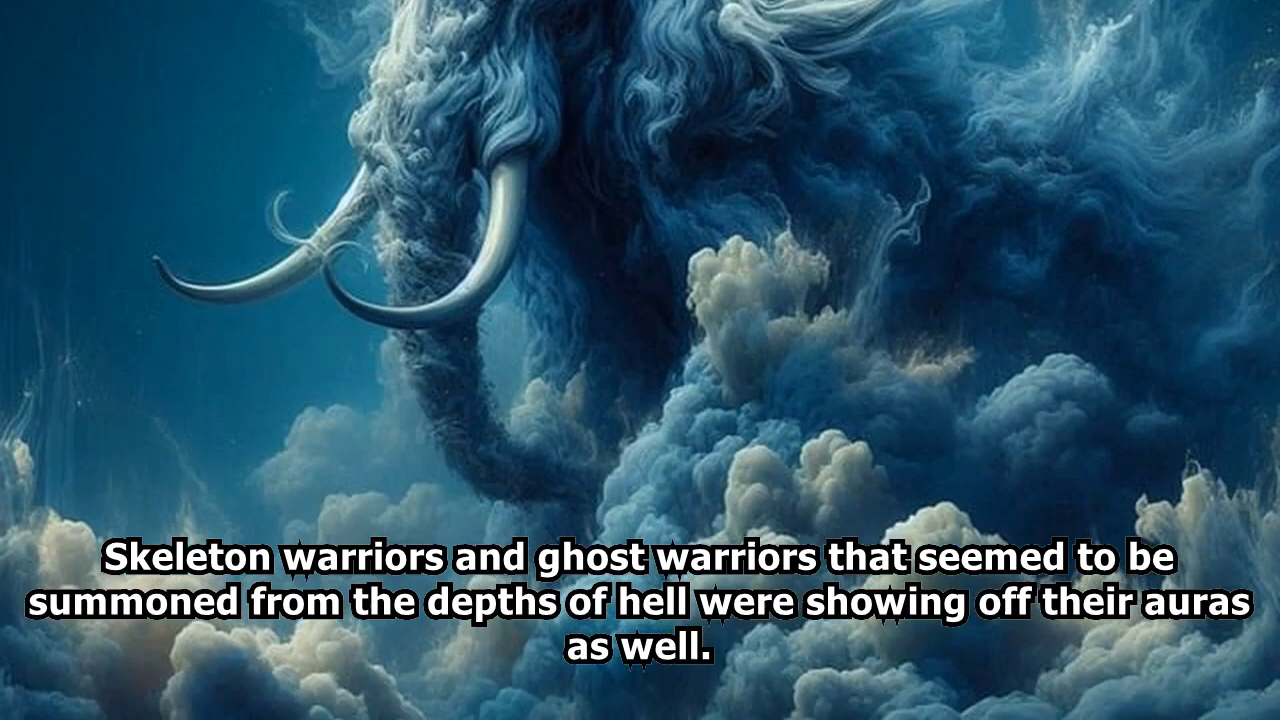 Skeleton warriors and ghost warriors that seemed to be
summoned from the depths of hell were showing off their auras
as well.